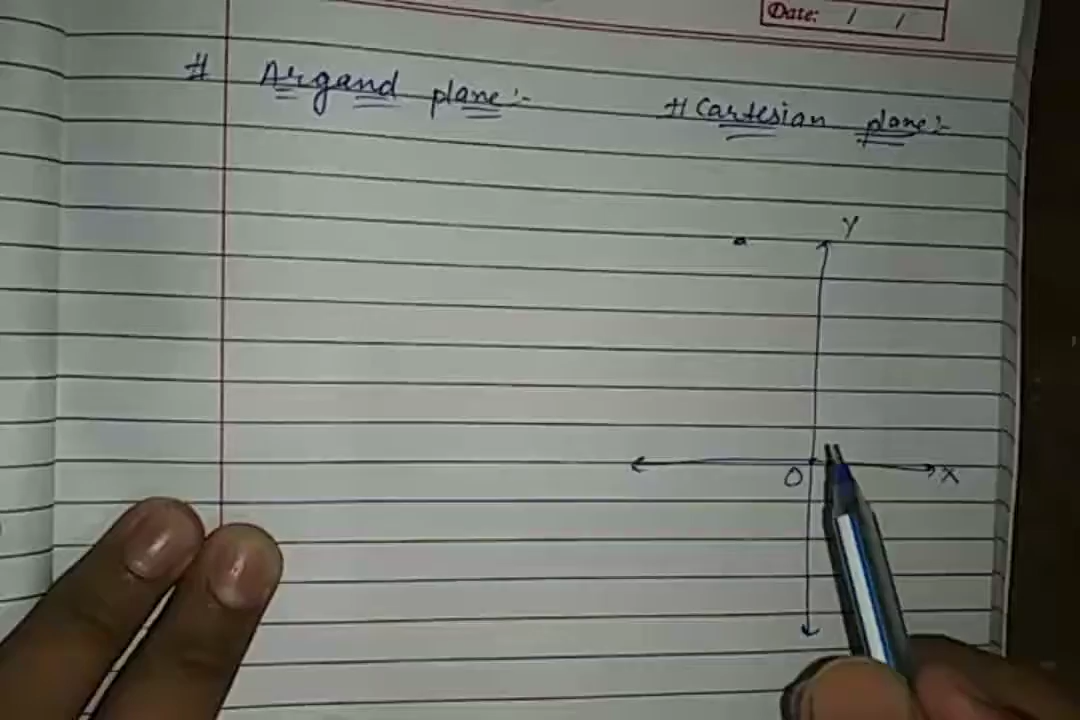 Date: / /
# Argand plane:-
# Cartesian plane:-
Y
O X